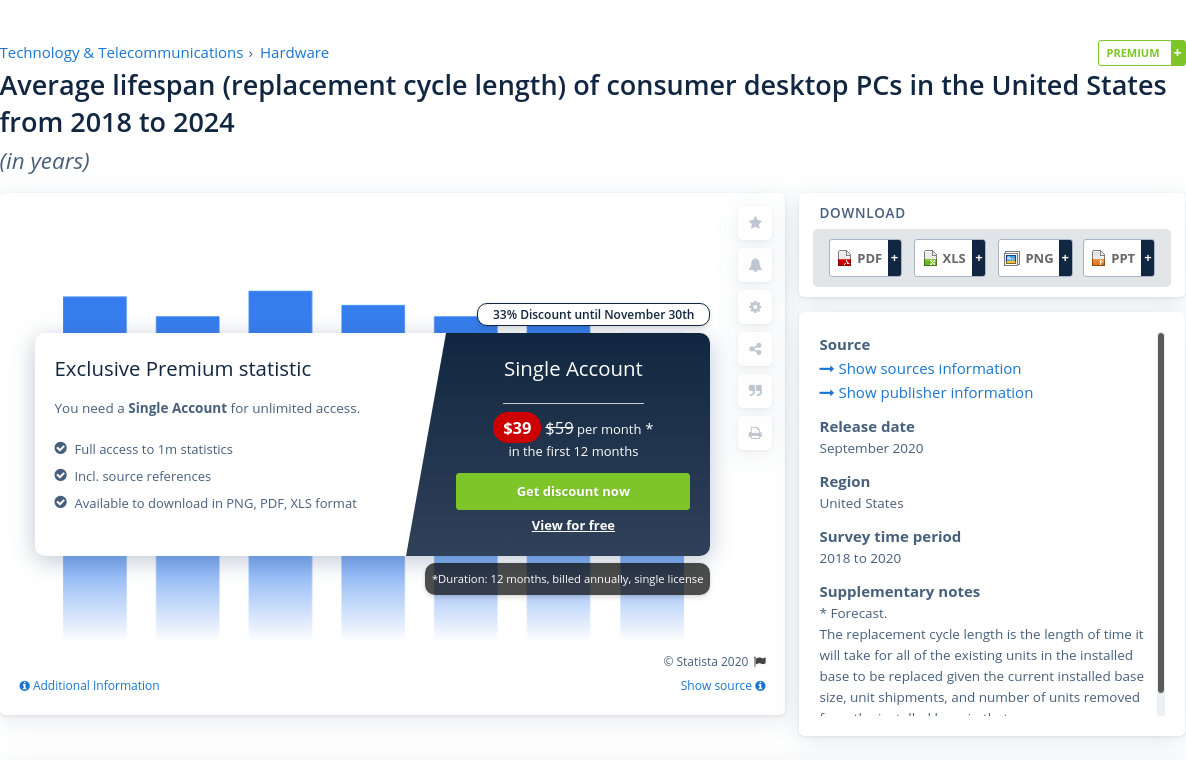 Technology & Telecommunications › Hardware
PREMIUM +
Average lifespan (replacement cycle length) of consumer desktop PCs in the United States
from 2018 to 2024
(in years)
33% Discount until November 30th
Exclusive Premium statistic
You need a Single Account for unlimited access.
Full access to 1m statistics
Incl. source references
Available to download in PNG, PDF, XLS format
Single Account
$39 $59 per month *
in the first 12 months
Get discount now
View for free
*Duration: 12 months, billed annually, single license
© Statista 2020
Additional Information
Show source
DOWNLOAD
PDF + XLS + PNG + PPT +
Source
Show sources information
Show publisher information
Release date
September 2020
Region
United States
Survey time period
2018 to 2020
Supplementary notes
* Forecast.
The replacement cycle length is the length of time it
will take for all of the existing units in the installed
base to be replaced given the current installed base
size, unit shipments, and number of units removed